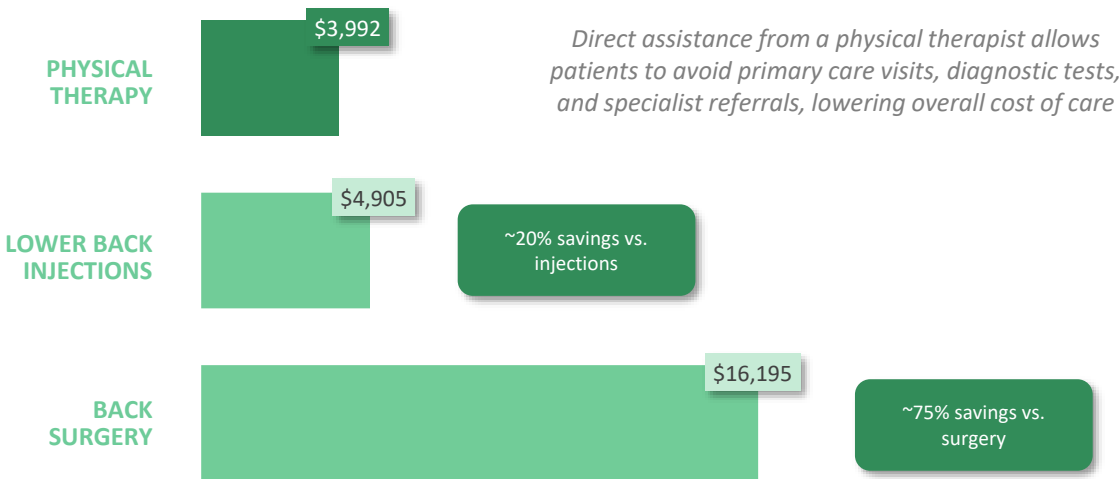 $3,992
PHYSICAL
THERAPY
Direct assistance from a physical therapist allows
patients to avoid primary care visits, diagnostic tests,
and specialist referrals, lowering overall cost of care
$4,905
LOWER BACK
INJECTIONS
~20% savings vs.
injections
$16,195
BACK
SURGERY
~75% savings vs.
surgery